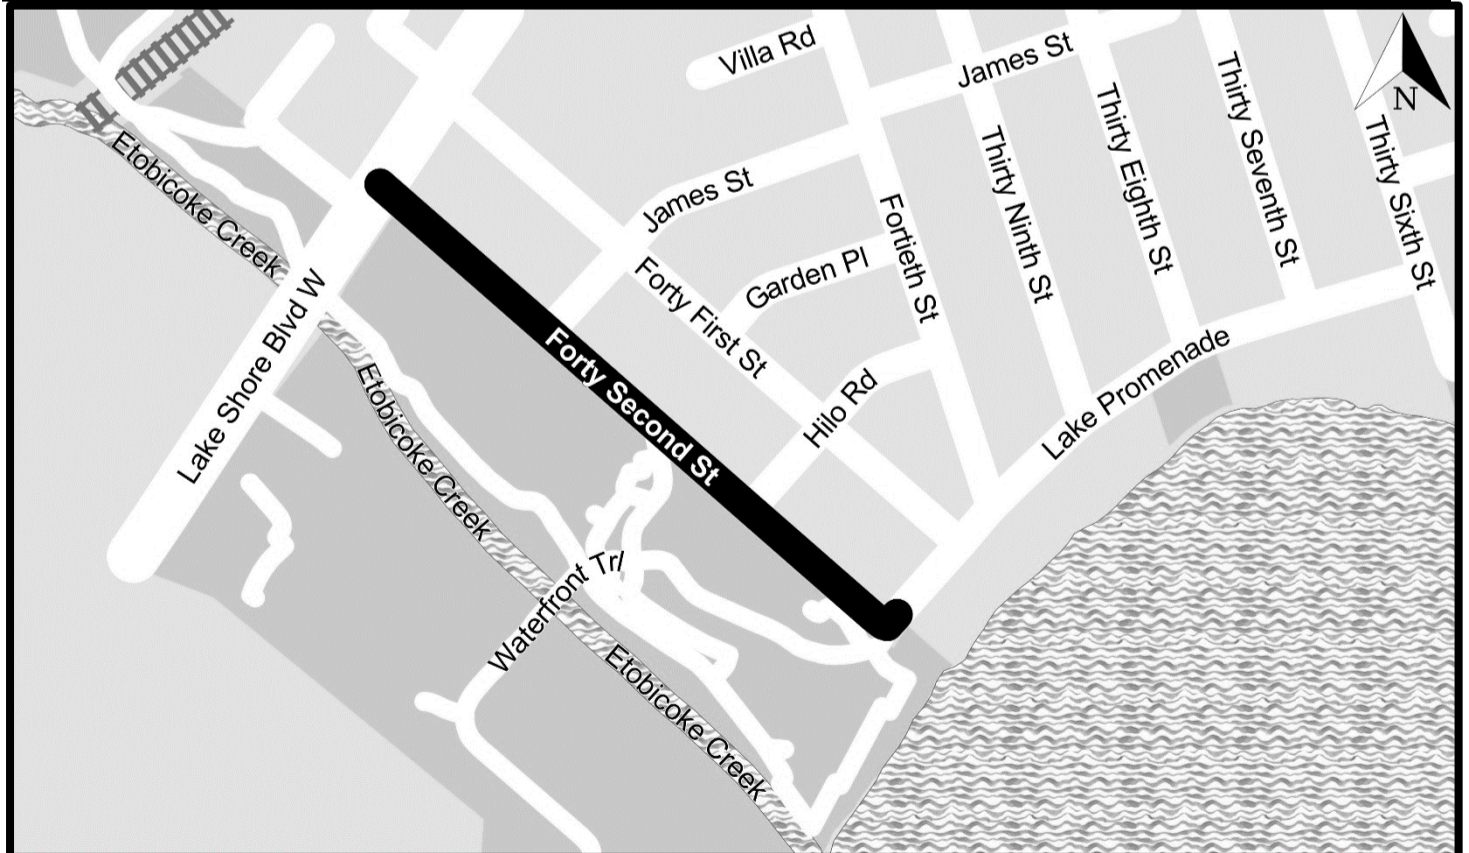 Villa Rd
James St
Thirty Seventh St
Thirty Eighth St
N
Thirty Sixth St
Etobicoke Creek
Thirty Ninth St
James St
Fortieth St
Garden Pl
Forty First St
Lake Shore Blvd W
Forty Second St
Lake Promenade
Hilo Rd
Etobicoke Creek
Waterfront Trl
Etobicoke Creek